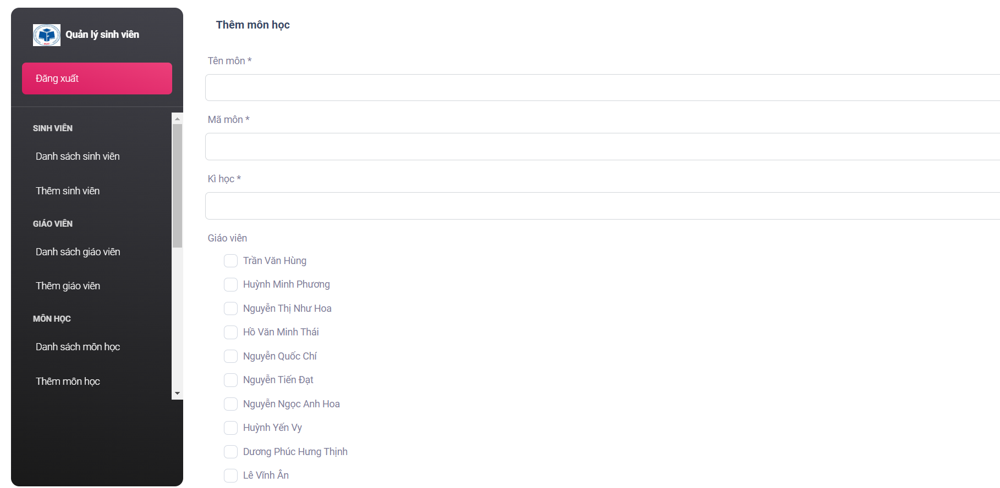 Quản lý sinh viên
Đăng xuất
SINH VIÊN
Danh sách sinh viên
Thêm sinh viên
GIÁO VIÊN
Danh sách giáo viên
Thêm giáo viên
MÔN HỌC
Danh sách môn học
Thêm môn học
Thêm môn học
Tên môn *
Mã môn *
Kì học *
Giáo viên
Trần Văn Hùng
Huỳnh Minh Phương
Nguyễn Thị Như Hoa
Hồ Văn Minh Thái
Nguyễn Quốc Chí
Nguyễn Tiến Đạt
Nguyễn Ngọc Anh Hoa
Huỳnh Yến Vy
Dương Phúc Hưng Thịnh
Lê Vĩnh Ân